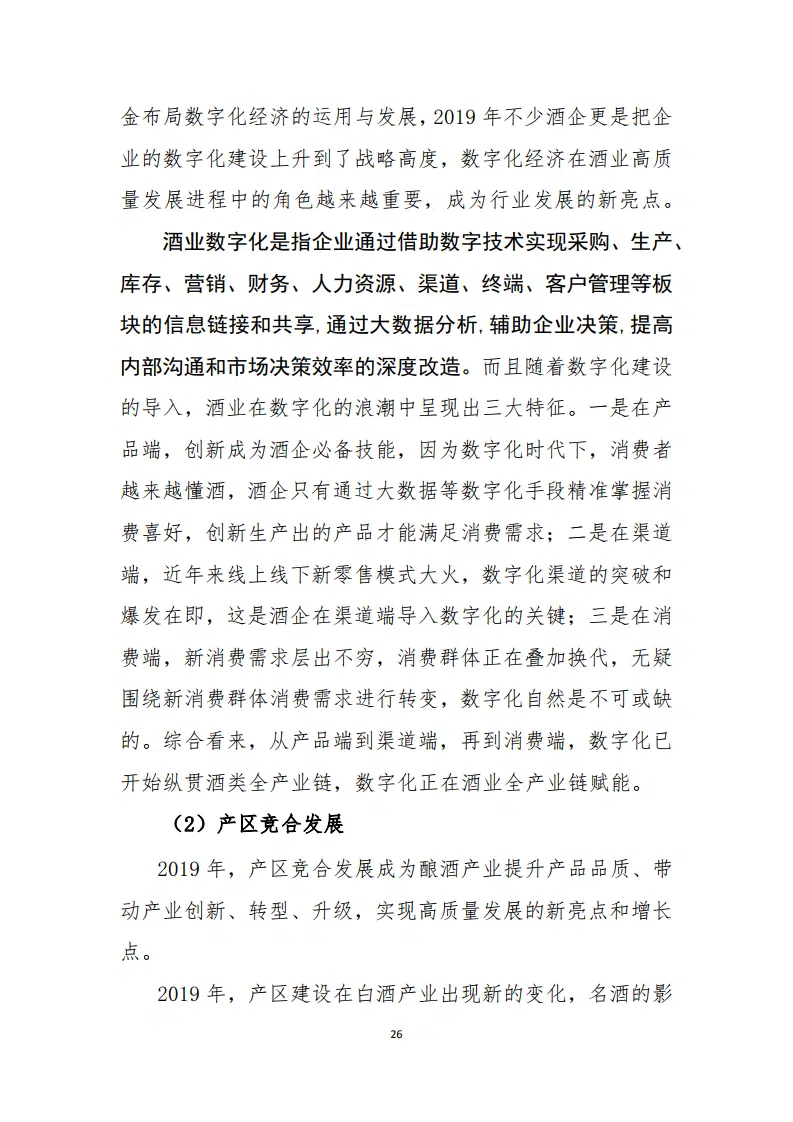 金布局数字化经济的运用与发展，2019 年不少酒企更是把企
业的数字化建设上升到了战略高度，数字化经济在酒业高质
量发展进程中的角色越来越重要，成为行业发展的新亮点。
酒业数字化是指企业通过借助数字技术实现采购、生产、
库存、营销、财务、人力资源、渠道、终端、客户管理等板
块的信息链接和共享,通过大数据分析,辅助企业决策,提高
内部沟通和市场决策效率的深度改造。而且随着数字化建设
的导入，酒业在数字化的浪潮中呈现出三大特征。一是在产
品端，创新成为酒企必备技能，因为数字化时代下，消费者
越来越懂酒，酒企只有通过大数据等数字化手段精准掌握消
费喜好，创新生产出的产品才能满足消费需求；二是在渠道
端，近年来线上线下新零售模式大火，数字化渠道的突破和
爆发在即，这是酒企在渠道端导入数字化的关键；三是在消
费端，新消费需求层出不穷，消费群体正在叠加换代，无疑
围绕新消费群体消费需求进行转变，数字化自然是不可或缺
的。综合看来，从产品端到渠道端，再到消费端，数字化已
开始纵贯酒类全产业链，数字化正在酒业全产业链赋能。
（2）产区竞合发展
2019 年，产区竞合发展成为酿酒产业提升产品品质、带
动产业创新、转型、升级，实现高质量发展的新亮点和增长
点。
2019 年，产区建设在白酒产业出现新的变化，名酒的影
26